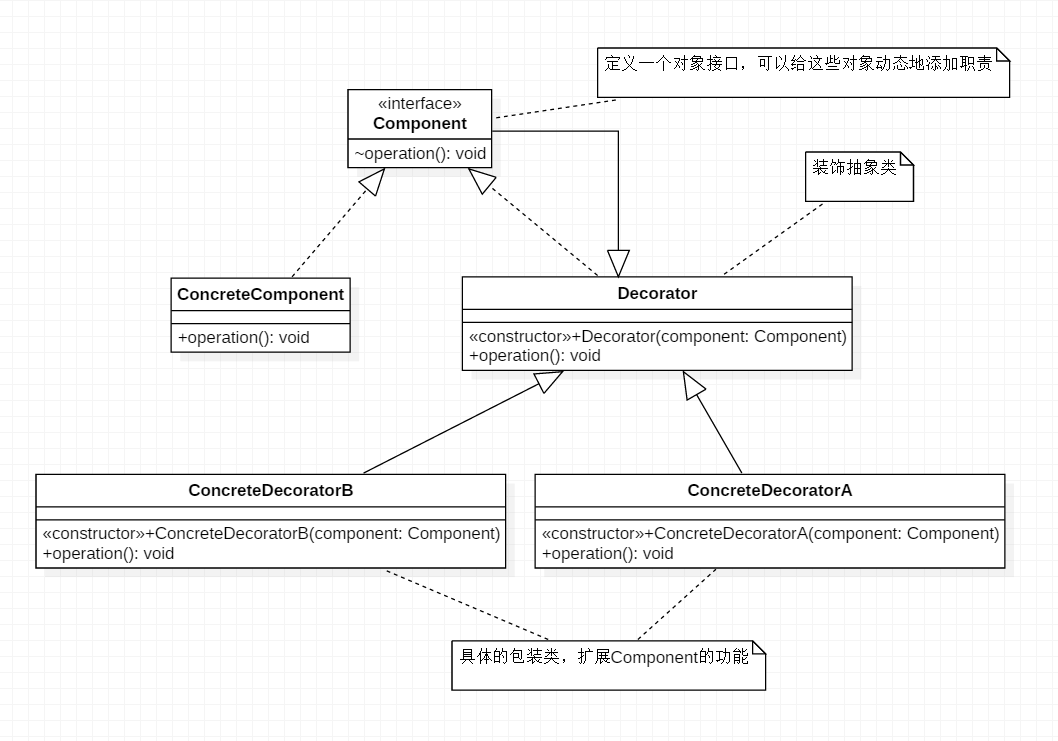 定义一个对象接口，可以给这些对象动态地添加职责
«interface»
Component
~operation(): void
装饰抽象类
ConcreteComponent
+operation(): void
Decorator
«constructor»+Decorator(component: Component)
+operation(): void
ConcreteDecoratorB
«constructor»+ConcreteDecoratorB(component: Component)
+operation(): void
ConcreteDecoratorA
«constructor»+ConcreteDecoratorA(component: Component)
+operation(): void
具体的包装类，扩展Component的功能